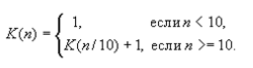 K(n) = { 1, если n < 10,
K(n/10) + 1, если n >= 10.